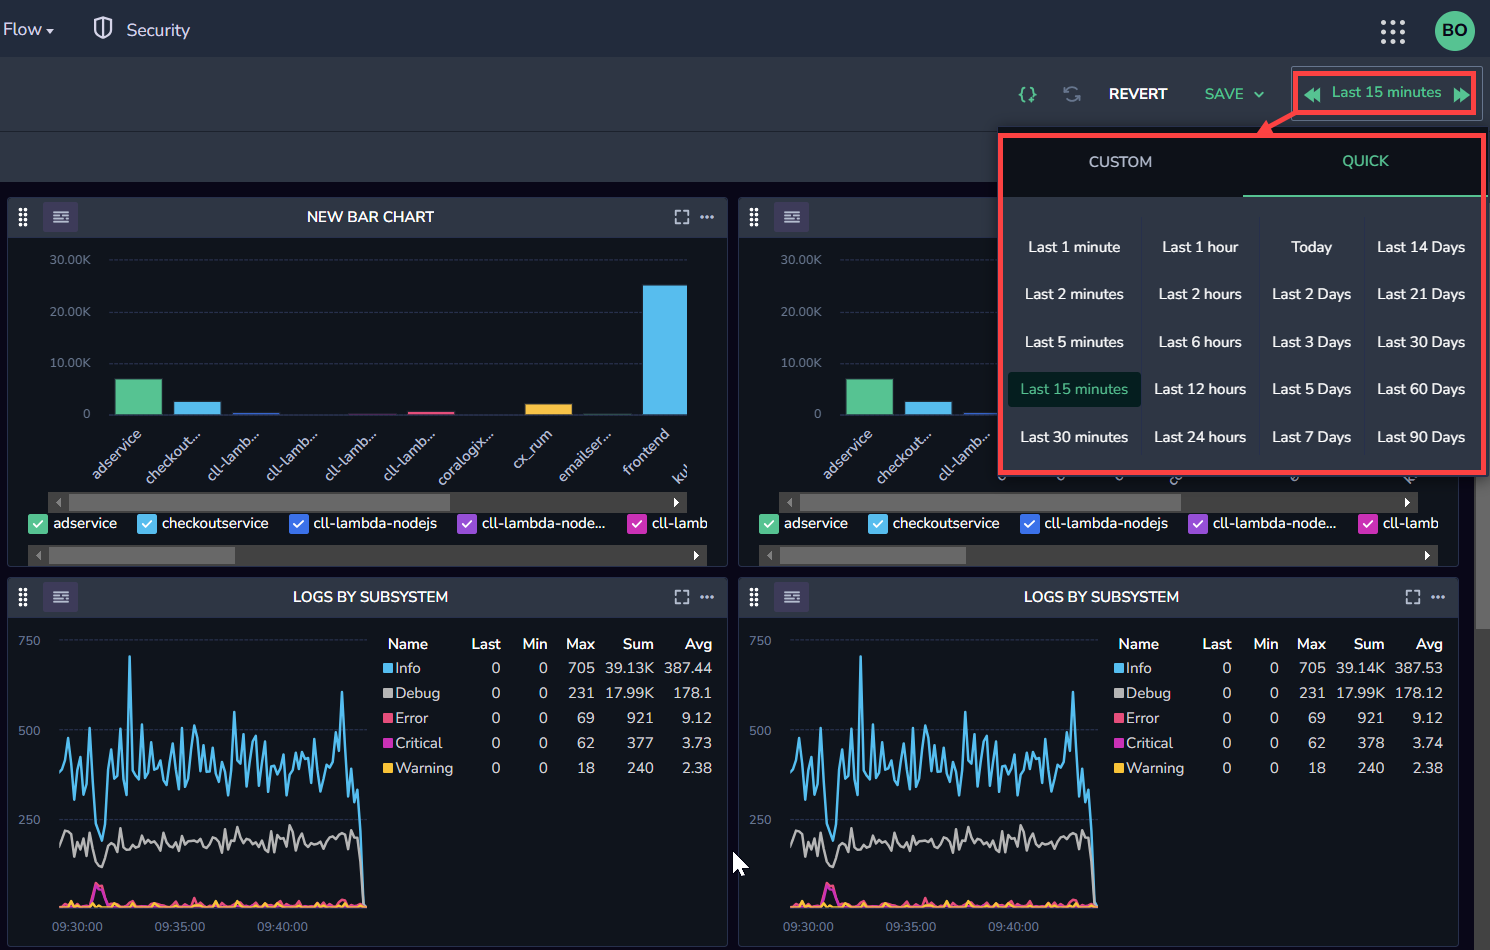 Flow
Security
BO
REVERT
SAVE
Last 15 minutes
CUSTOM
QUICK
Last 1 minute Last 1 hour Today Last 14 Days
Last 2 minutes Last 2 hours Last 2 Days Last 21 Days
Last 5 minutes Last 6 hours Last 3 Days Last 30 Days
Last 15 minutes Last 12 hours Last 5 Days Last 60 Days
Last 30 minutes Last 24 hours Last 7 Days Last 90 Days
NEW BAR CHART
30.00K
20.00K
10.00K
0
adservice
checkout...
cll-lamb...
cll-lamb...
cll-lamb...
cll-lamb...
coralogix...
cx_rum
emailser...
frontend
adservice checkoutservice cll-lambda-nodejs cll-lambda-node... cll-lamb
30.00K
20.00K
10.00K
0
adservice
checkout...
cll-lamb...
adservice checkoutservice cll-lambda-nodejs cll-lambda-node... cll-lamb
LOGS BY SUBSYSTEM
750
500
250
09:30:00 09:35:00 09:40:00
Name Last Min Max Sum Avg
Info 0 0 705 39.13K 387.44
Debug 0 0 231 17.99K 178.1
Error 0 0 69 921 9.12
Critical 0 0 62 377 3.73
Warning 0 0 18 240 2.38
LOGS BY SUBSYSTEM
750
500
250
09:30:00 09:35:00 09:40:00
Name Last Min Max Sum Avg
Info 0 0 705 39.14K 387.53
Debug 0 0 231 17.99K 178.12
Error 0 0 69 921 9.12
Critical 0 0 62 378 3.74
Warning 0 0 18 240 2.38